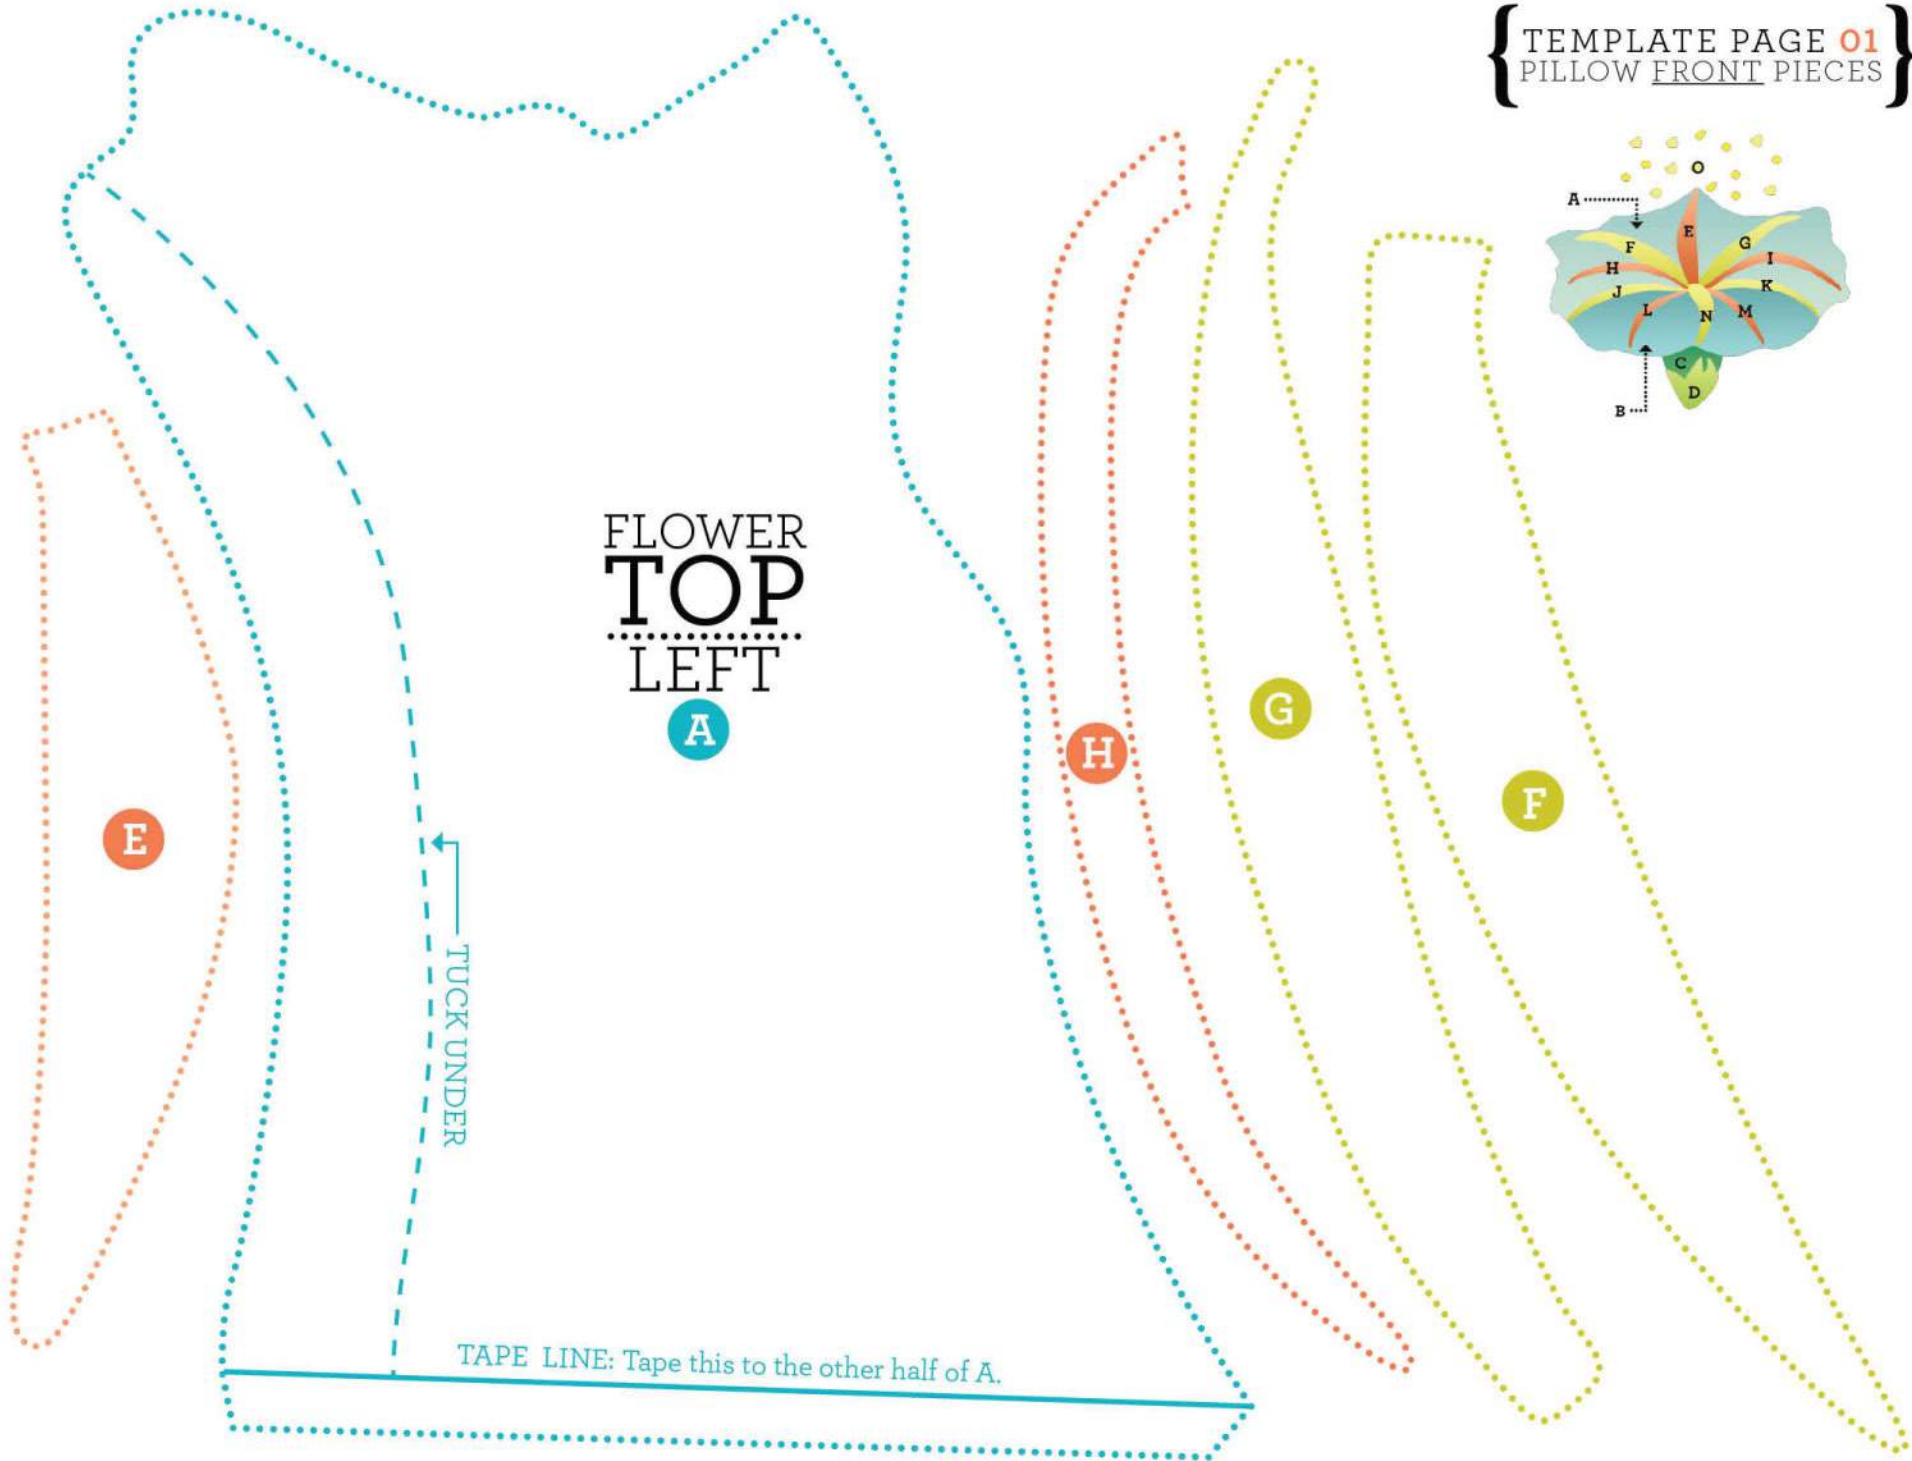 TEMPLATE PAGE 01
PILLOW FRONT PIECES
O
A
E
F
G
H
I
J
K
L
N
M
C
D
B
FLOWER
TOP
LEFT
A
H
G
F
E
TUCK UNDER
TAPE LINE: Tape this to the other half of A.